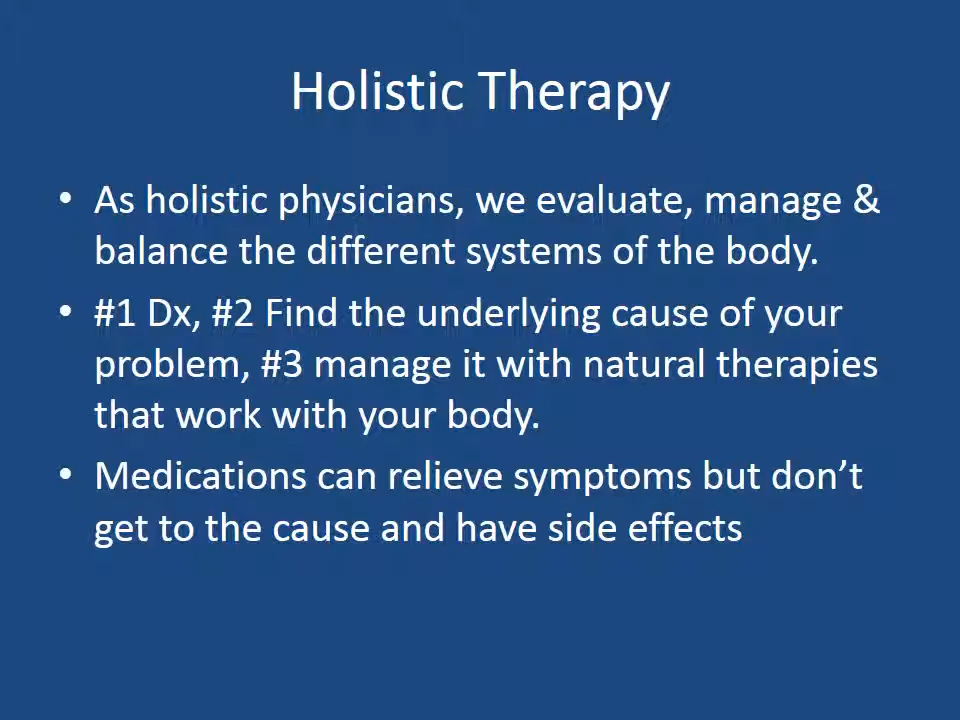 Holistic Therapy
• As holistic physicians, we evaluate, manage &
balance the different systems of the body.
• #1 Dx, #2 Find the underlying cause of your
problem, #3 manage it with natural therapies
that work with your body.
• Medications can relieve symptoms but don’t
get to the cause and have side effects